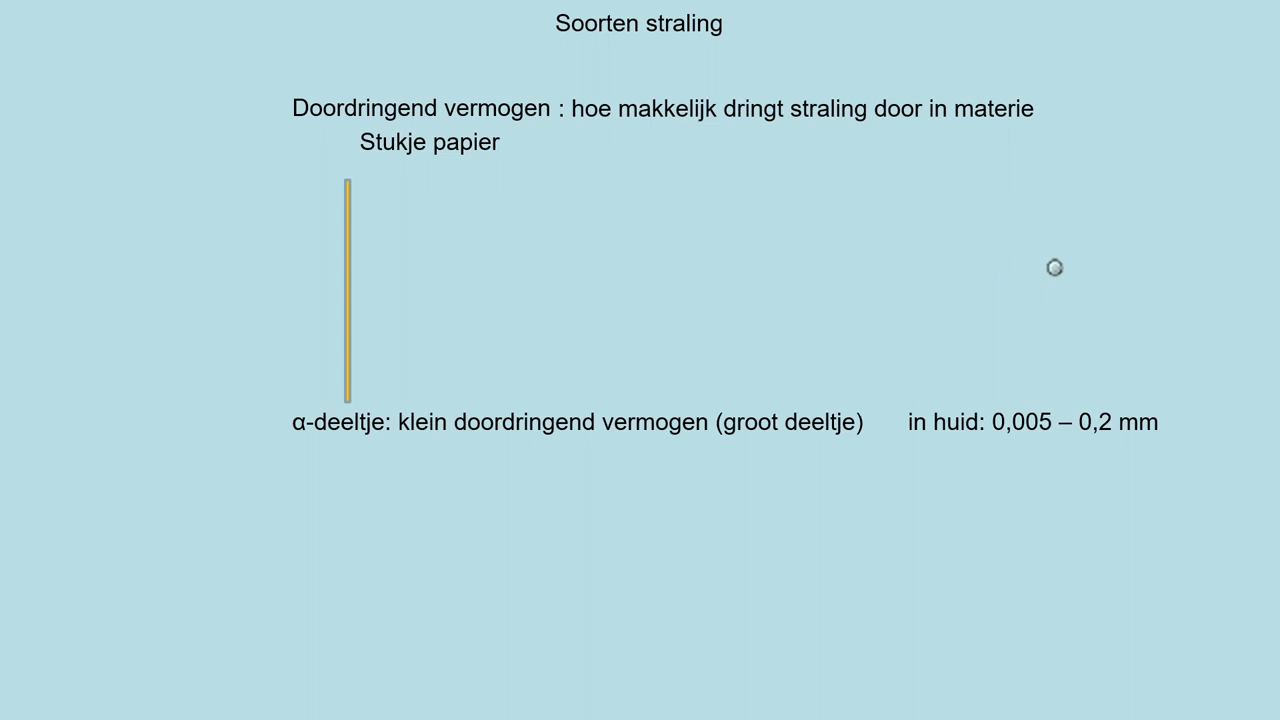 Soorten straling
Doordringend vermogen : hoe makkelijk dringt straling door in materie
Stukje papier
α-deeltje: klein doordringend vermogen (groot deeltje) in huid: 0,005 – 0,2 mm